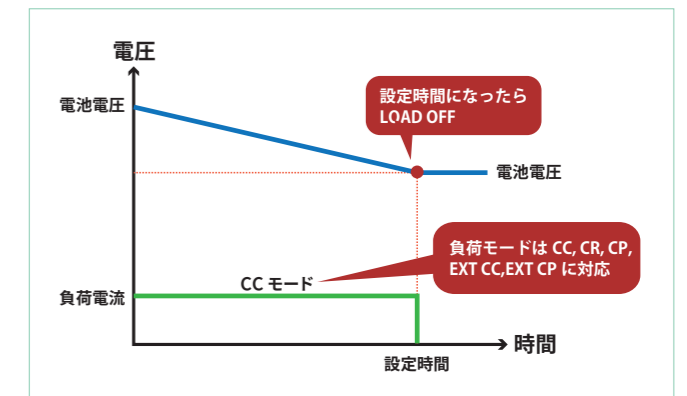 電圧
電池電圧
設定時間になったら
LOAD OFF
電池電圧
負荷モードは CC, CR, CP,
EXT CC,EXT CP に対応
CC モード
負荷電流
時間
設定時間